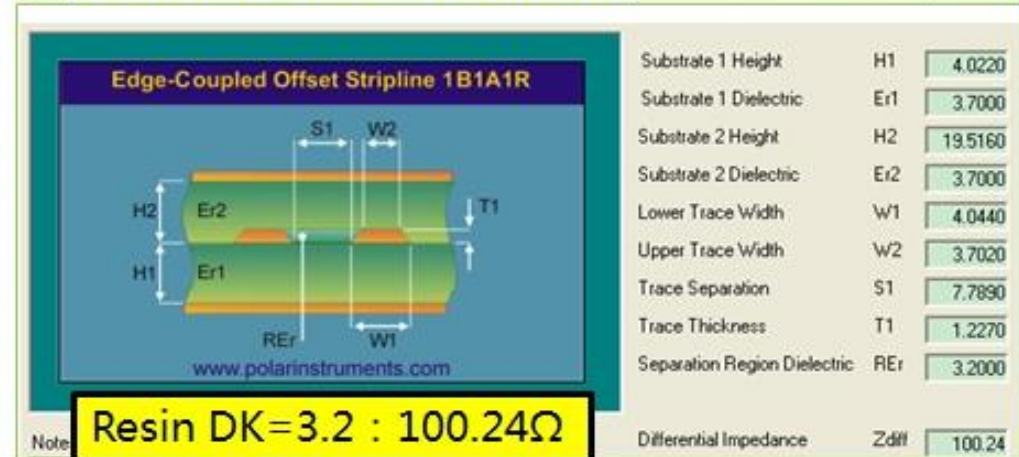 Edge-Coupled Offset Stripline 1B1A1R
S1 W2
H2 Er2 T1
H1 Er1
REr W1
www.polarinstruments.com
Substrate 1 Height H1 4.0220
Substrate 1 Dielectric Er1 3.7000
Substrate 2 Height H2 19.5160
Substrate 2 Dielectric Er2 3.7000
Lower Trace Width W1 4.0440
Upper Trace Width W2 3.7020
Trace Separation S1 7.7890
Trace Thickness T1 1.2270
Separation Region Dielectric REr 3.2000
Note
Resin DK=3.2 : 100.24Ω
Differential Impedance Zdiff 100.24